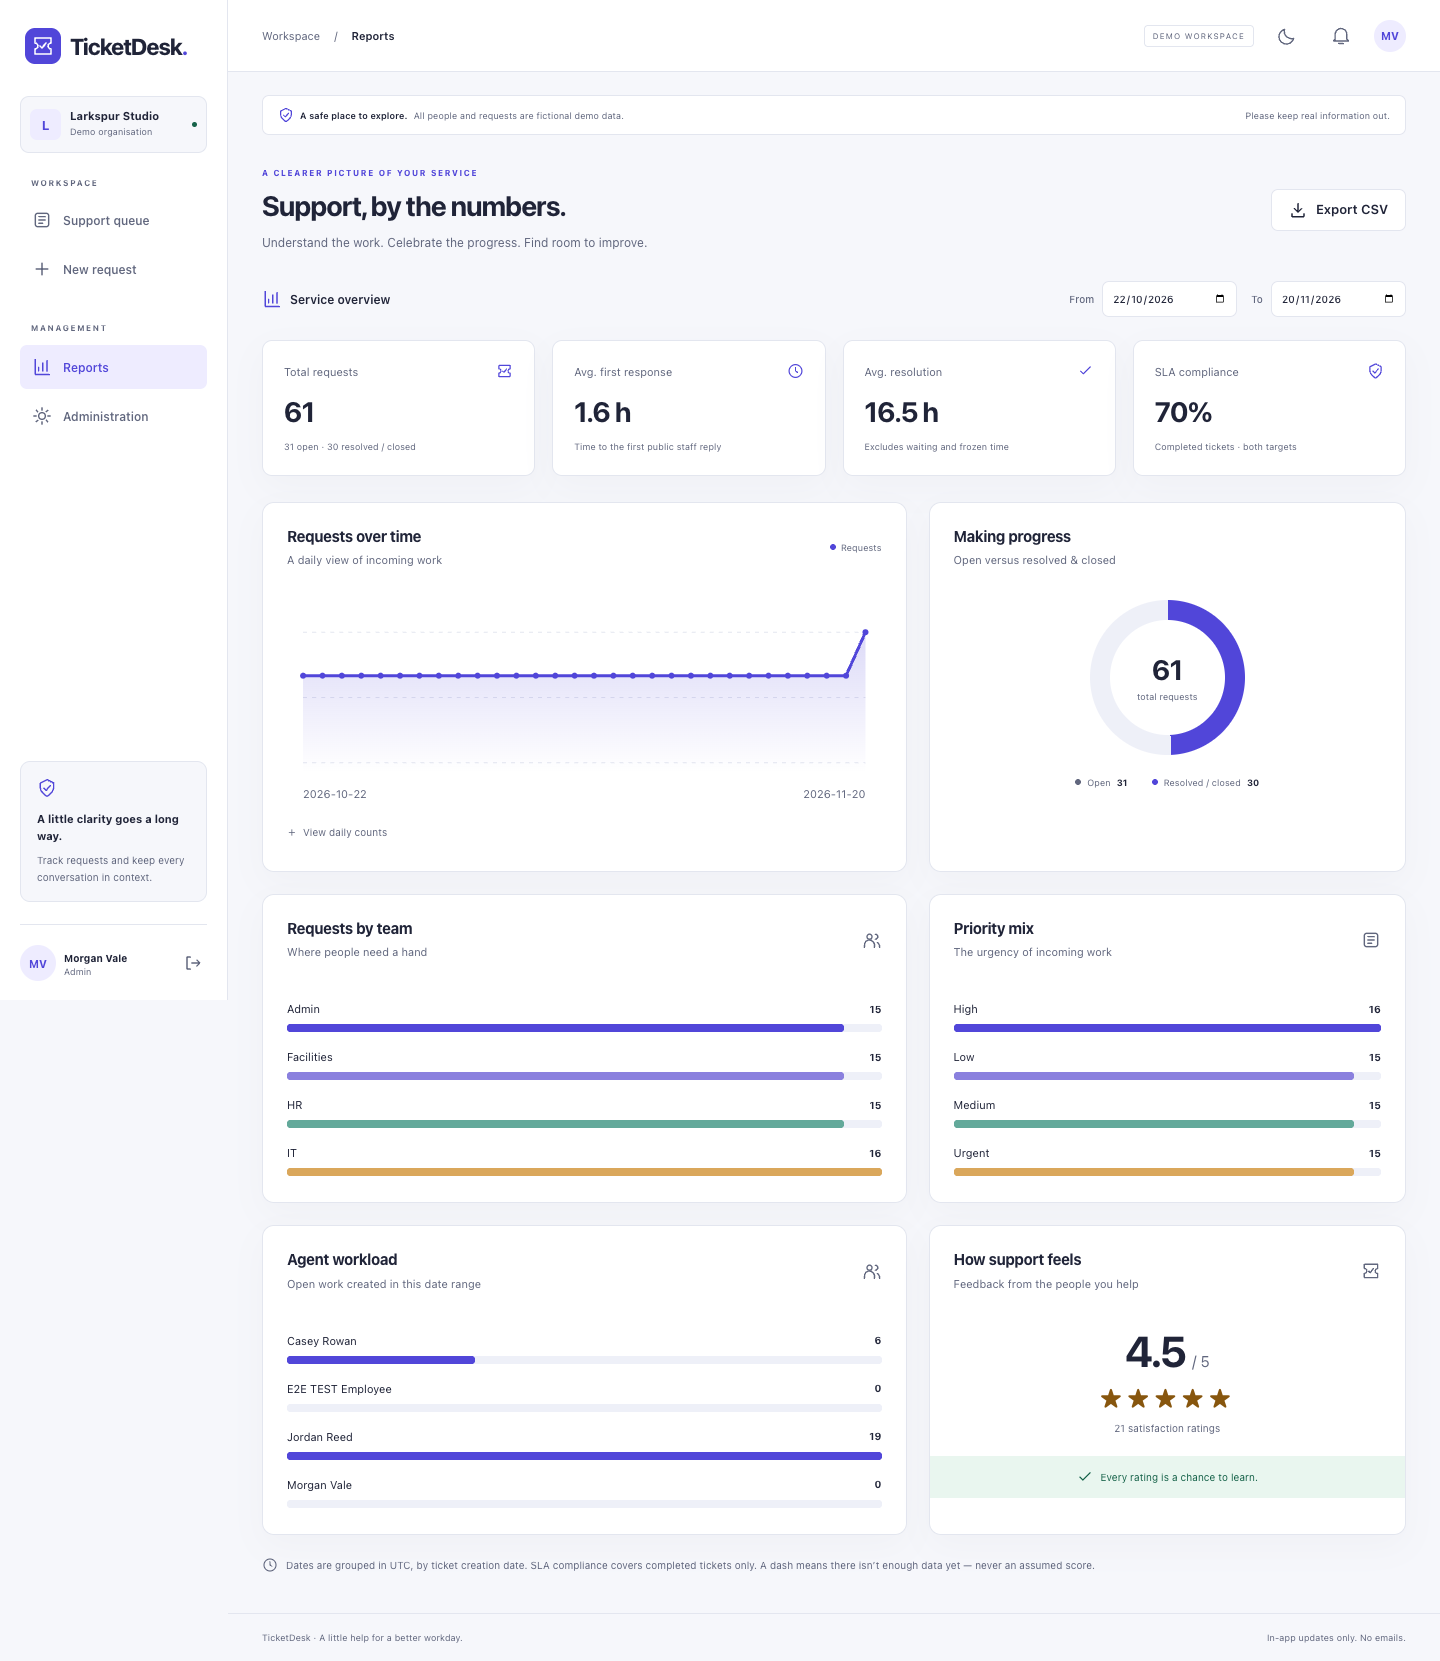 TicketDesk.
L
Larkspur Studio
Demo organisation
WORKSPACE
Support queue
New request
MANAGEMENT
Reports
Administration
A little clarity goes a long
way.
Track requests and keep every
conversation in context.
MV
Morgan Vale
Admin
Workspace / Reports
DEMO WORKSPACE
MV
A safe place to explore. All people and requests are fictional demo data.
Please keep real information out.
A CLEARER PICTURE OF YOUR SERVICE
Support, by the numbers.
Understand the work. Celebrate the progress. Find room to improve.
Export CSV
Service overview
From 22/10/2026
To 20/11/2026
Total requests
61
31 open · 30 resolved / closed
Avg. first response
1.6 h
Time to the first public staff reply
Avg. resolution
16.5 h
Excludes waiting and frozen time
SLA compliance
70%
Completed tickets · both targets
Requests over time
A daily view of incoming work
Requests
2026-10-22
2026-11-20
+ View daily counts
Making progress
Open versus resolved & closed
61
total requests
Open 31
Resolved / closed 30
Requests by team
Where people need a hand
Admin 15
Facilities 15
HR 15
IT 16
Priority mix
The urgency of incoming work
High 16
Low 15
Medium 15
Urgent 15
Agent workload
Open work created in this date range
Casey Rowan 6
E2E TEST Employee 0
Jordan Reed 19
Morgan Vale 0
How support feels
Feedback from the people you help
4.5 / 5
21 satisfaction ratings
Every rating is a chance to learn.
Dates are grouped in UTC, by ticket creation date. SLA compliance covers completed tickets only. A dash means there isn't enough data yet — never an assumed score.
TicketDesk · A little help for a better workday.
In-app updates only. No emails.